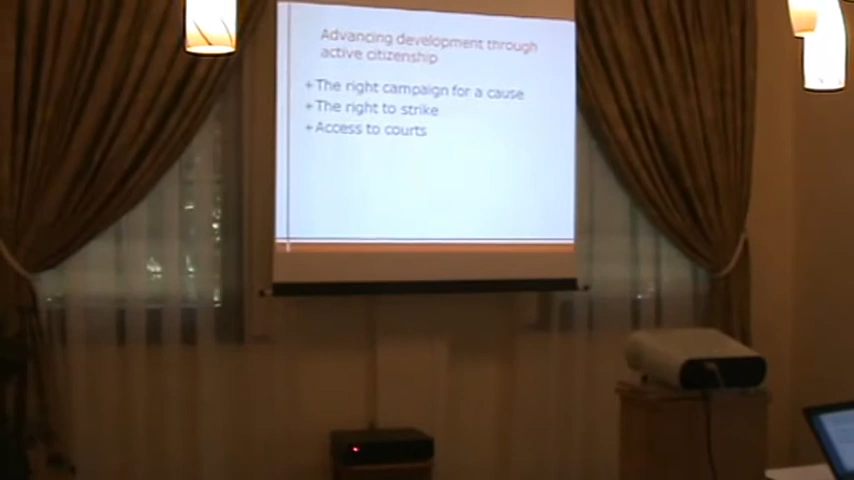 Advancing development through
active citizenship
+ The right campaign for a cause
+ The right to strike
+ Access to courts